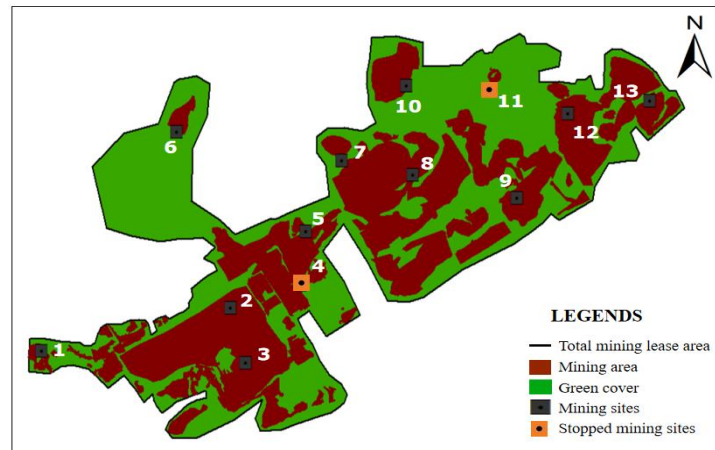 N
10
11
13
12
6
7
8
9
5
4
2
3
1
LEGENDS
Total mining lease area
Mining area
Green cover
Mining sites
Stopped mining sites